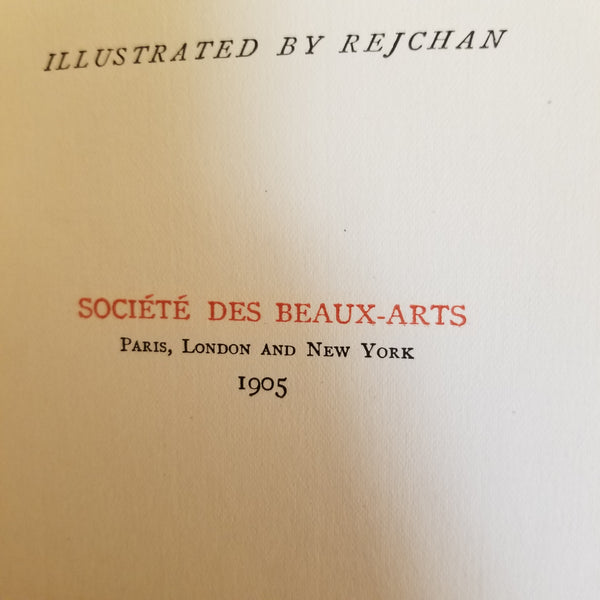 ILLUSTRATED BY REJCHAN
SOCIÉTÉ DES BEAUX-ARTS
PARIS, LONDON AND NEW YORK
1905